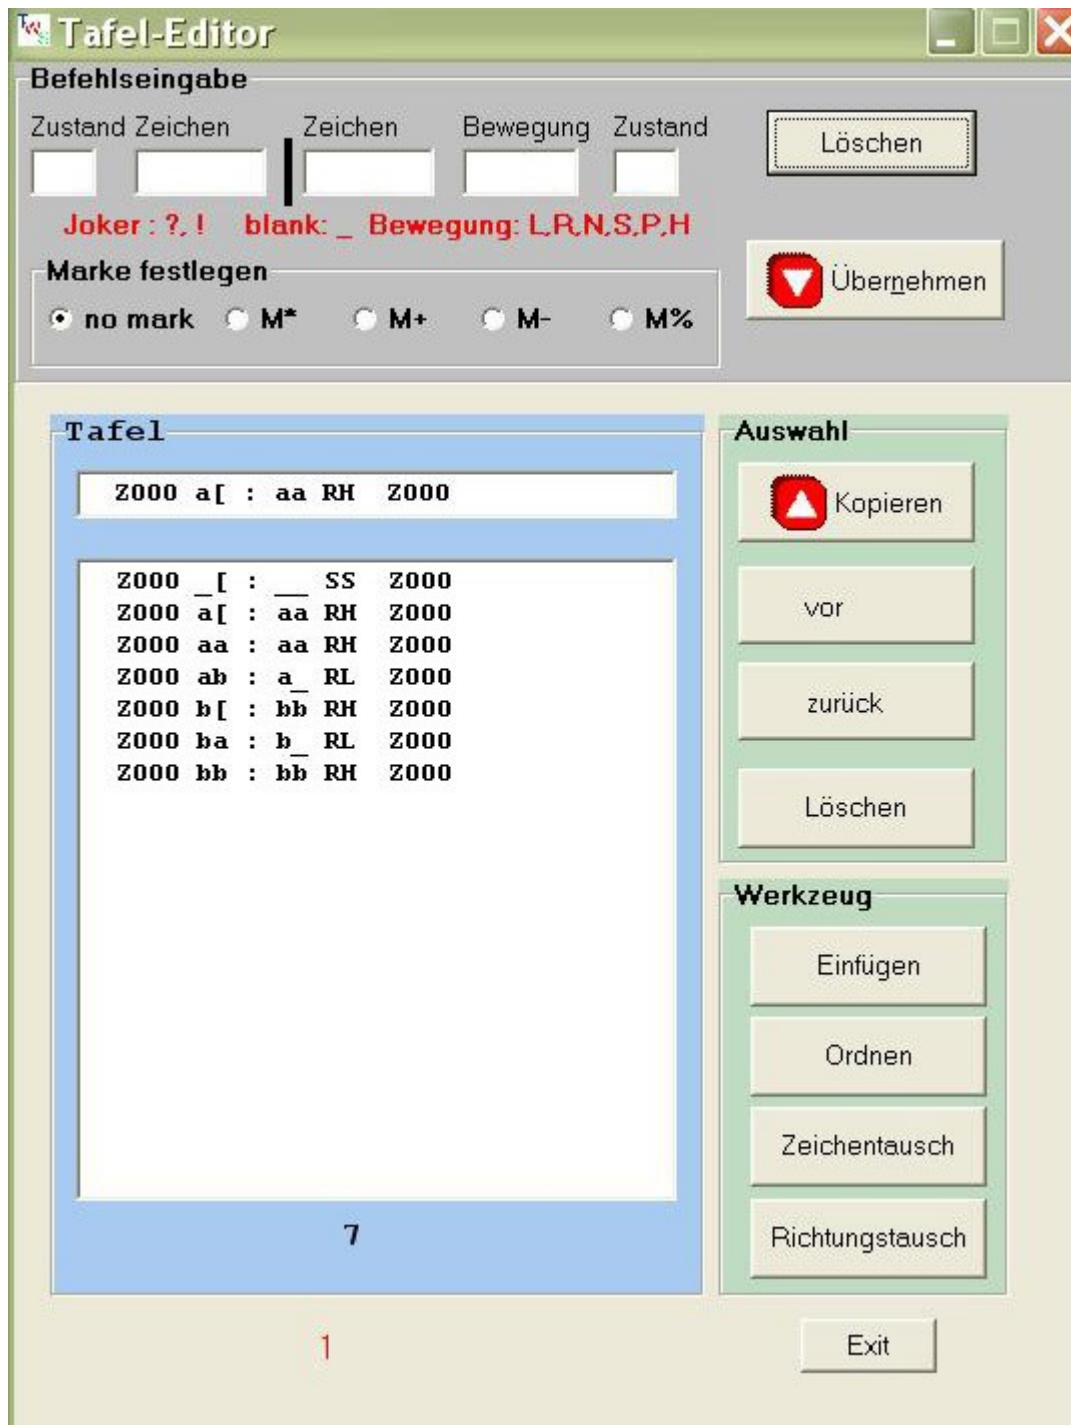 Tafel-Editor
Befehlseingabe
Zustand Zeichen Zeichen Bewegung Zustand
Löschen
Joker : ?, ! blank: _ Bewegung: L,R,N,S,P,H
Übernehmen
Marke festlegen
no mark M* M+ M- M%
Tafel
Z000 a[ : aa RH Z000
Z000 _[ : __ SS Z000
Z000 a[ : aa RH Z000
Z000 aa : aa RH Z000
Z000 ab : a_ RL Z000
Z000 b[ : bb RH Z000
Z000 ba : b_ RL Z000
Z000 bb : bb RH Z000
7
1
Auswahl
Kopieren
vor
zurück
Löschen
Werkzeug
Einfügen
Ordnen
Zeichentausch
Richtungstausch
Exit